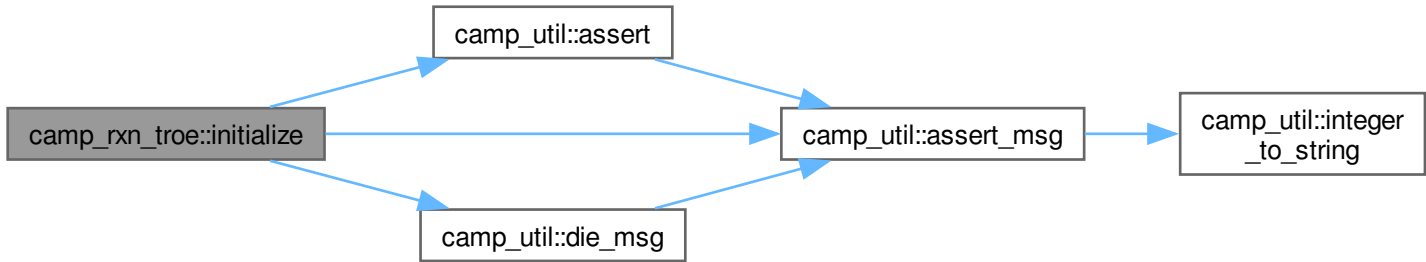 camp_util::assert
camp_rxn_troe::initialize
camp_util::assert_msg
camp_util::integer
_to_string
camp_util::die_msg